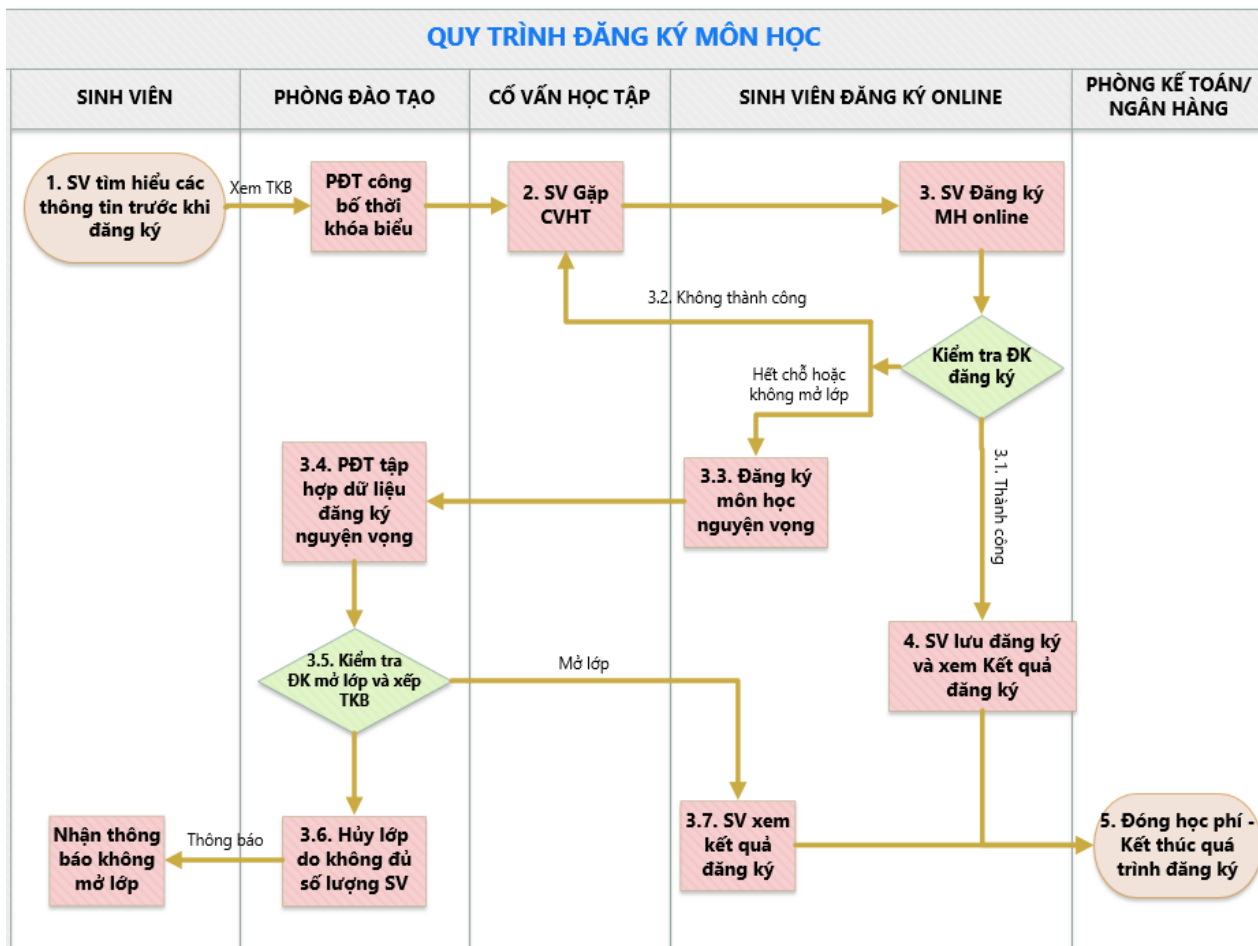 QUY TRÌNH ĐĂNG KÝ MÔN HỌC
SINH VIÊN
PHÒNG ĐÀO TẠO
CỐ VẤN HỌC TẬP
SINH VIÊN ĐĂNG KÝ ONLINE
PHÒNG KẾ TOÁN/
NGÂN HÀNG
1. SV tìm hiểu các
thông tin trước khi
đăng ký
Xem TKB
PĐT công
bố thời
khóa biểu
2. SV Gặp
CVHT
3. SV Đăng ký
MH online
3.2. Không thành công
Kiểm tra ĐK
đăng ký
Hết chỗ hoặc
không mở lớp
3.1. Thành công
3.4. PĐT tập
hợp dữ liệu
đăng ký
nguyện vọng
3.3. Đăng ký
môn học
nguyện vọng
3.5. Kiểm tra
ĐK mở lớp và xếp
TKB
Mở lớp
4. SV lưu đăng ký
và xem Kết quả
đăng ký
Nhận thông
báo không
mở lớp
Thông báo
3.6. Hủy lớp
do không đủ
số lượng SV
3.7. SV xem
kết quả
đăng ký
5. Đóng học phí -
Kết thúc quá
trình đăng ký